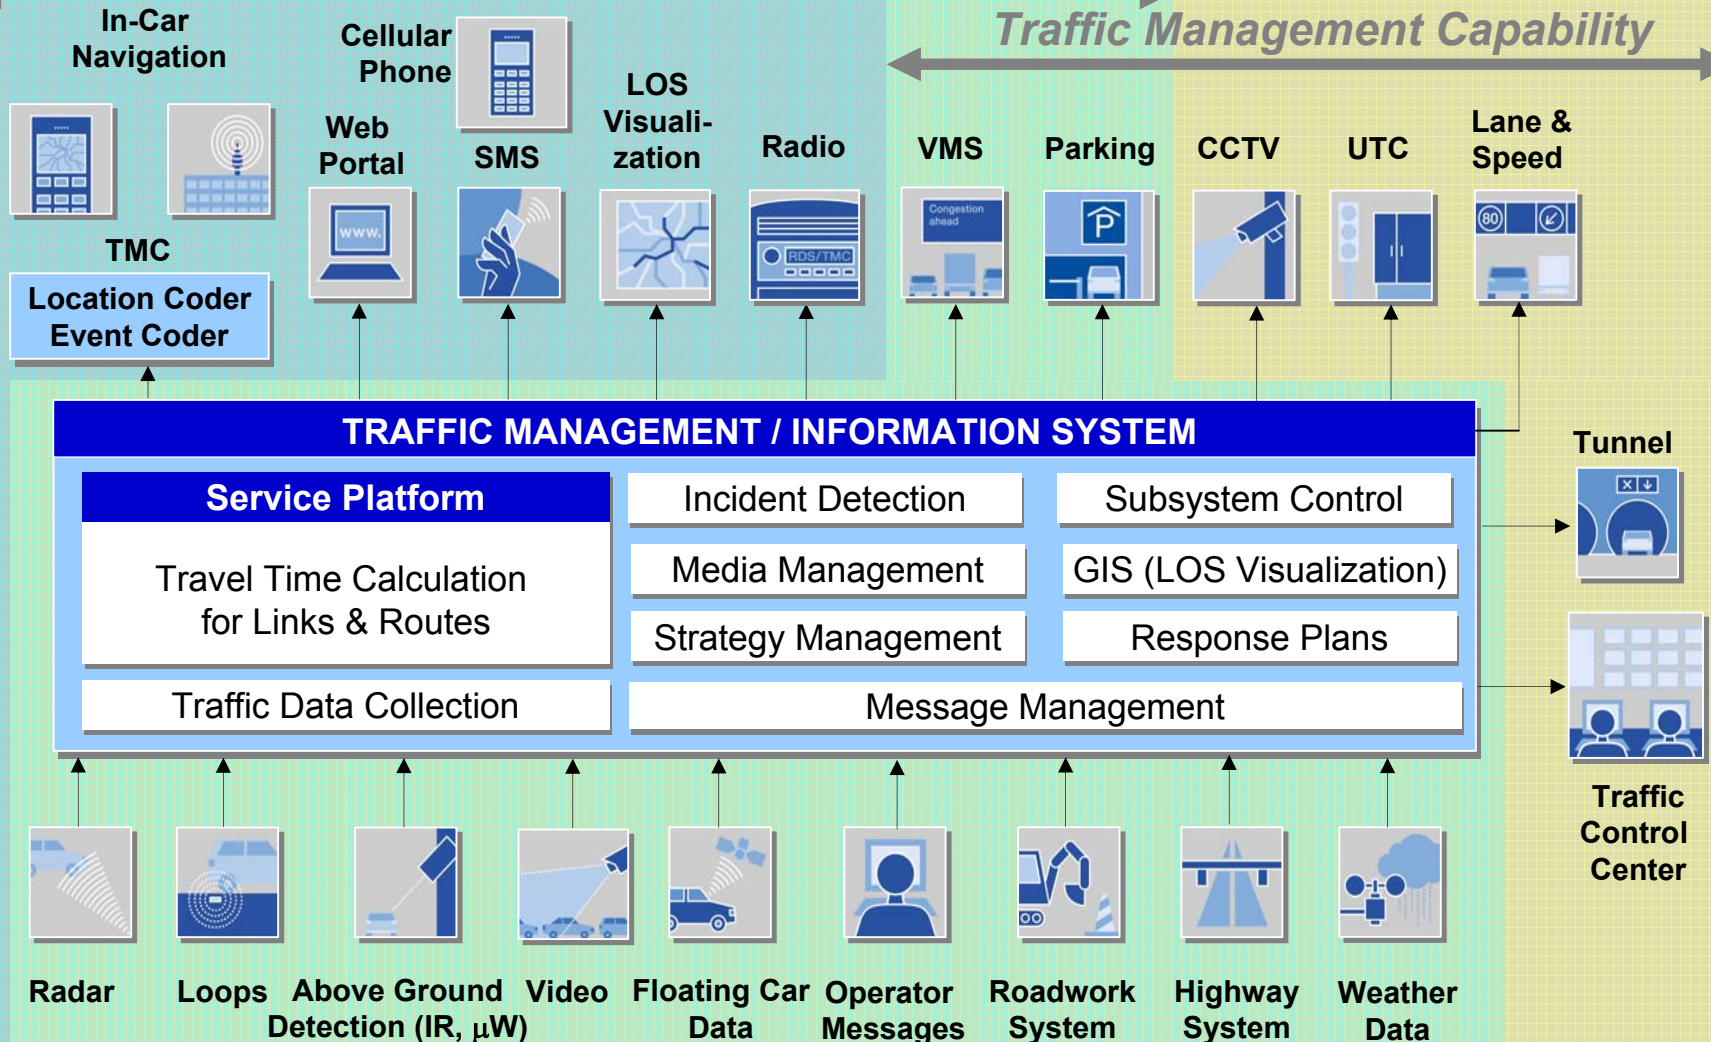 Traffic Management Capability
In-Car
Navigation
Cellular
Phone
Web
Portal
SMS
LOS
Visuali-
zation
Radio
VMS
Parking
CCTV
UTC
Lane &
Speed
www.
RDS/TMC
Congestion
ahead
P
80
TMC
Location Coder
Event Coder
TRAFFIC MANAGEMENT / INFORMATION SYSTEM
Service Platform
Travel Time Calculation
for Links & Routes
Traffic Data Collection
Incident Detection
Media Management
Strategy Management
Subsystem Control
GIS (LOS Visualization)
Response Plans
Message Management
Tunnel
X
Traffic
Control
Center
Radar
Loops
Above Ground
Detection (IR, µW)
Video
Floating Car
Data
Operator
Messages
Roadwork
System
Highway
System
Weather
Data